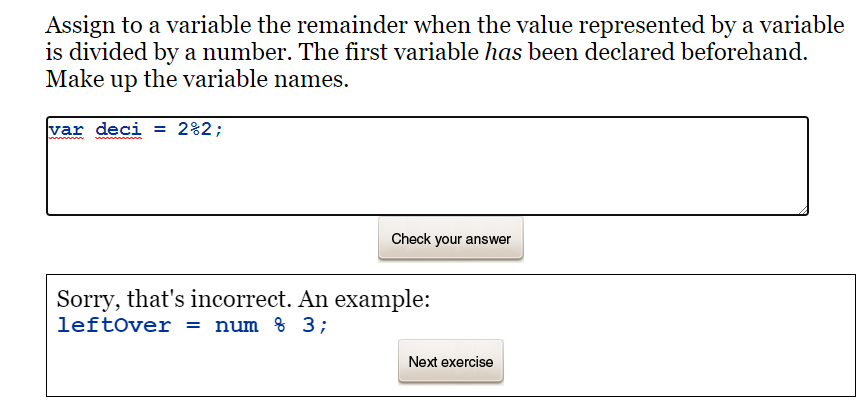 Assign to a variable the remainder when the value represented by a variable
is divided by a number. The first variable has been declared beforehand.
Make up the variable names.
var deci = 2%2;
Check your answer
Sorry, that's incorrect. An example:
leftOver = num % 3;
Next exercise